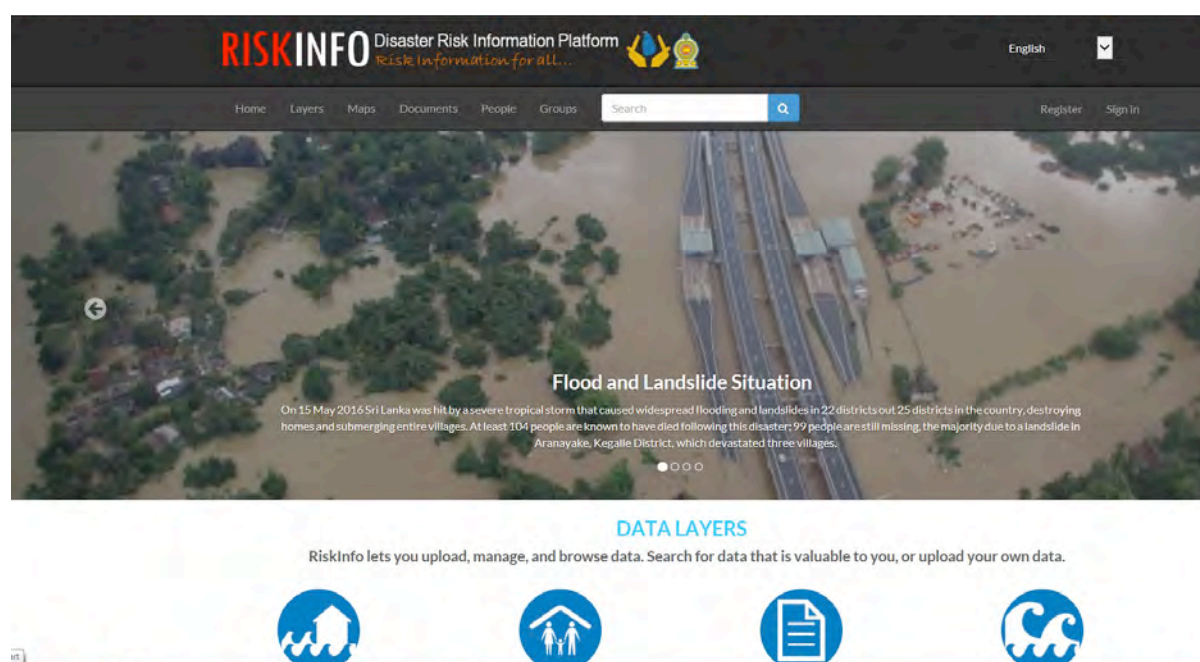 RISKINFO Disaster Risk Information Platform
Risk Information for all...
English
Home Layers Maps Documents People Groups Search Register Sign in
Flood and Landslide Situation
On 15 May 2016 Sri Lanka was hit by a severe tropical storm that caused widespread flooding and landslides in 22 districts out 25 districts in the country, destroying
homes and submerging entire villages. At least 104 people are known to have died following this disaster; 99 people are still missing, the majority due to a landslide in
Aranayake, Kegalle District, which devastated three villages.
DATA LAYERS
RiskInfo lets you upload, manage, and browse data. Search for data that is valuable to you, or upload your own data.